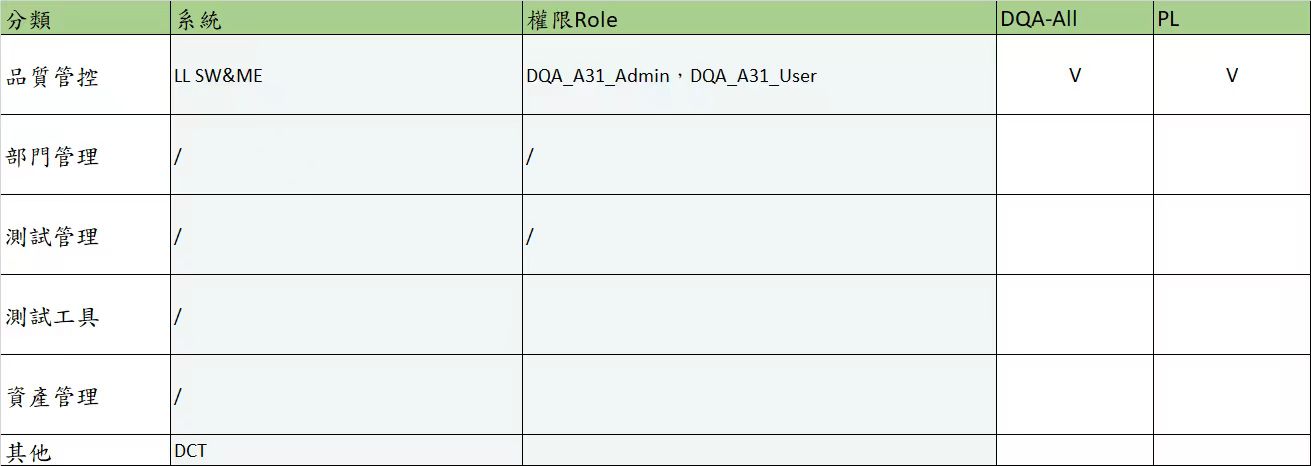 分類 系統 權限Role DQA-All PL
品質管控 LL SW&ME DQA_A31_Admin，DQA_A31_User V V
部門管理 / /
測試管理 / /
測試工具 /
資產管理 /
其他 DCT